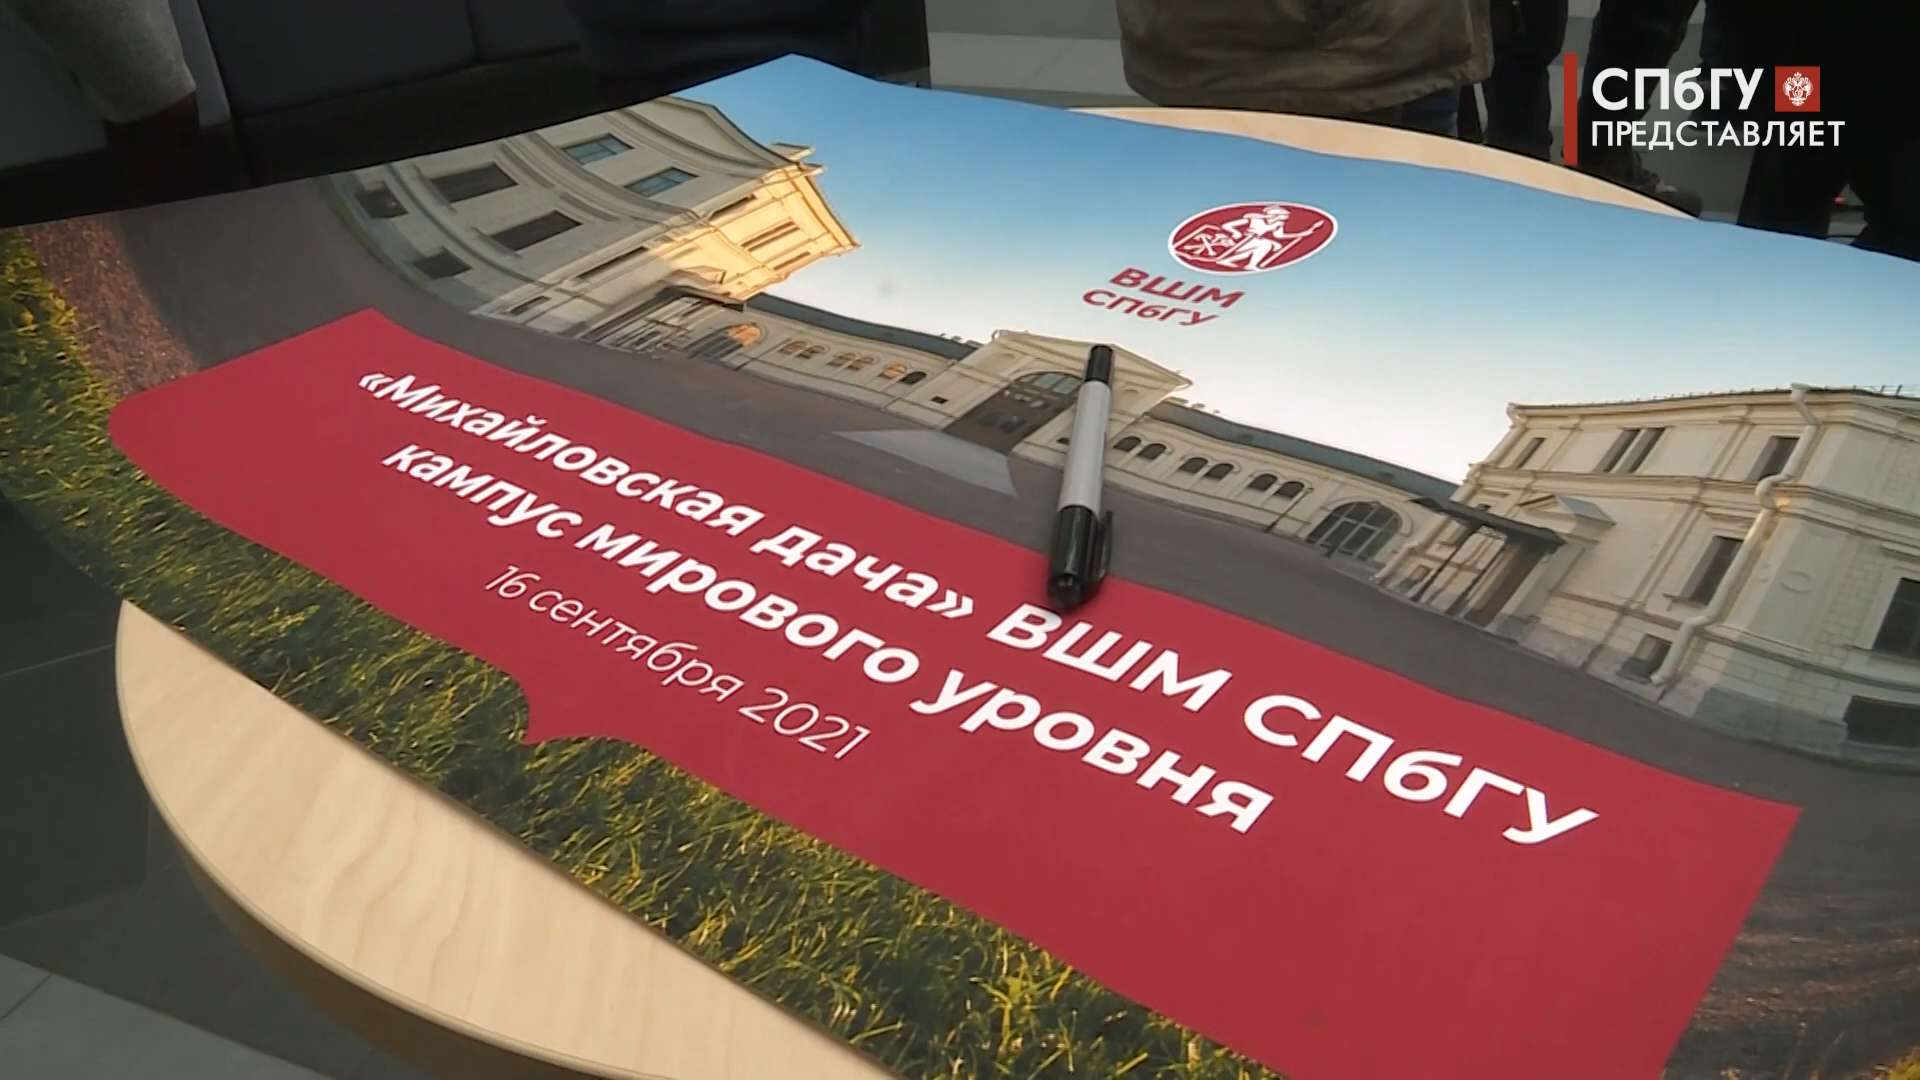 СПбГУ
ПРЕДСТАВЛЯЕТ
ВШМ
СПбГУ
«Михайловская дача» ВШМ СПбГУ
кампус мирового уровня
16 сентября 2021